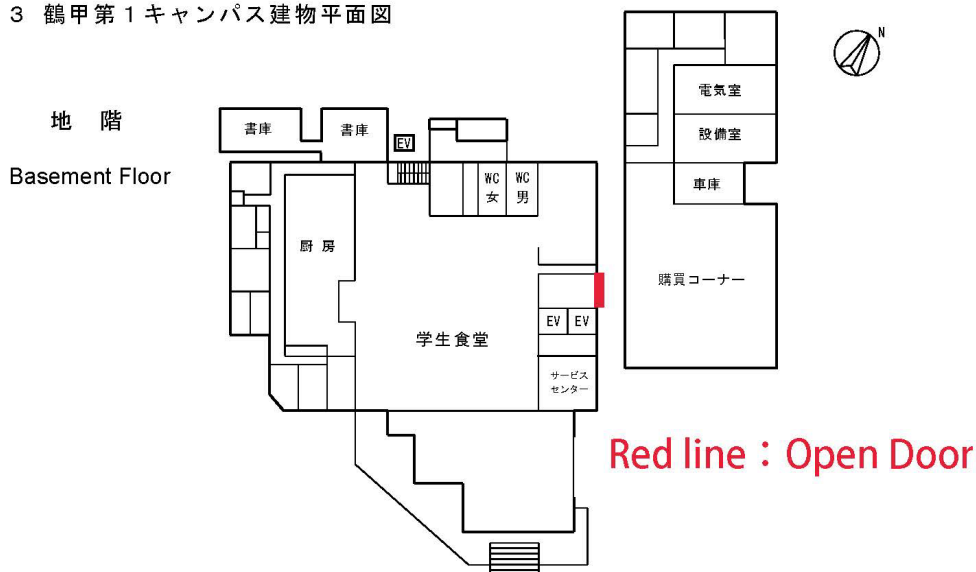 3 鶴甲第1キャンパス建物平面図
N
地 階
Basement Floor
書庫
書庫
EV
WC
女
WC
男
電気室
設備室
車庫
厨 房
購買コーナー
学生食堂
EV
EV
サービス
センター
Red line：Open Door